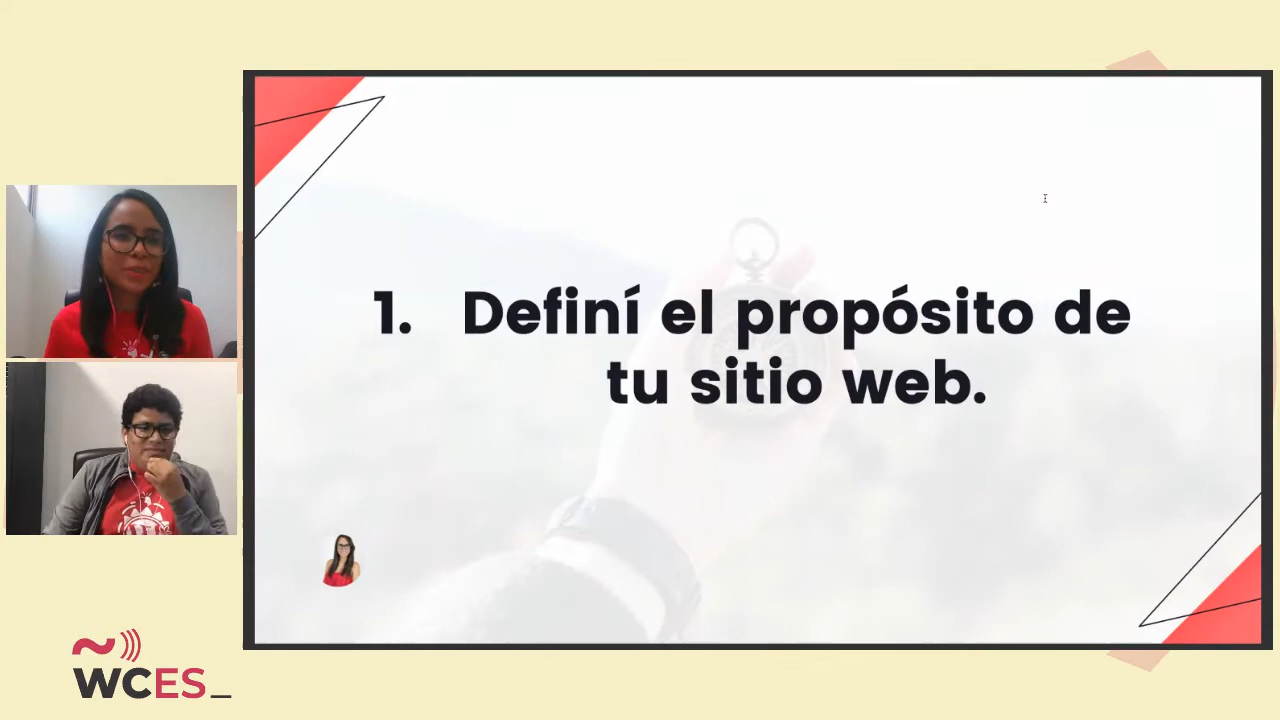 1. Definí el propósito de
tu sitio web.
WCES_